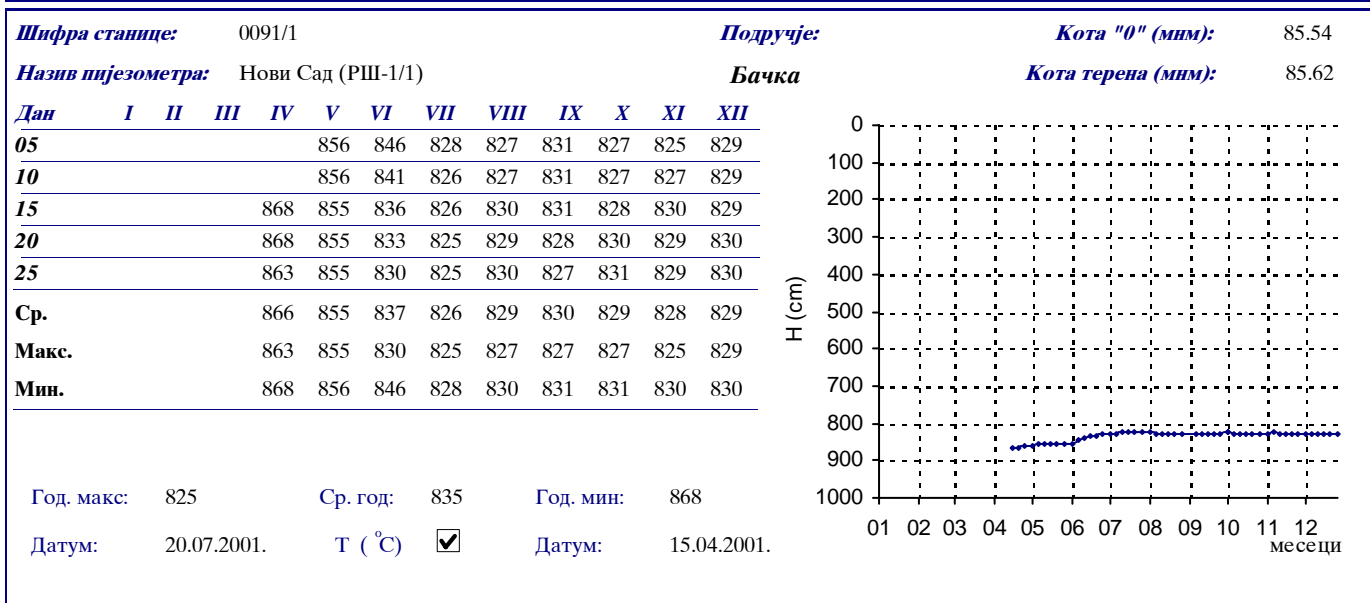 Шифра станице: 0091/1 Подручје: Кота "0" (мнм): 85.54
Назив пијезометра: Нови Сад (РШ-1/1) Бачка Кота терена (мнм): 85.62
Дан I II III IV V VI VII VIII IX X XI XII
05 856 846 828 827 831 827 825 829
10 856 841 826 827 831 827 827 829
15 868 855 836 826 830 831 828 830 829
20 868 855 833 825 829 828 830 829 830
25 863 855 830 825 830 827 831 829 830
Ср. 866 855 837 826 829 830 829 828 829
Макс. 863 855 830 825 827 827 827 825 829
Мин. 868 856 846 828 830 831 831 830 830
Год. макс: 825 Ср. год: 835 Год. мин: 868
Датум: 20.07.2001. Т (°C) Датум: 15.04.2001.
0
100
200
300
400
500
600
700
800
900
1000
H (cm)
01 02 03 04 05 06 07 08 09 10 11 12
месеци